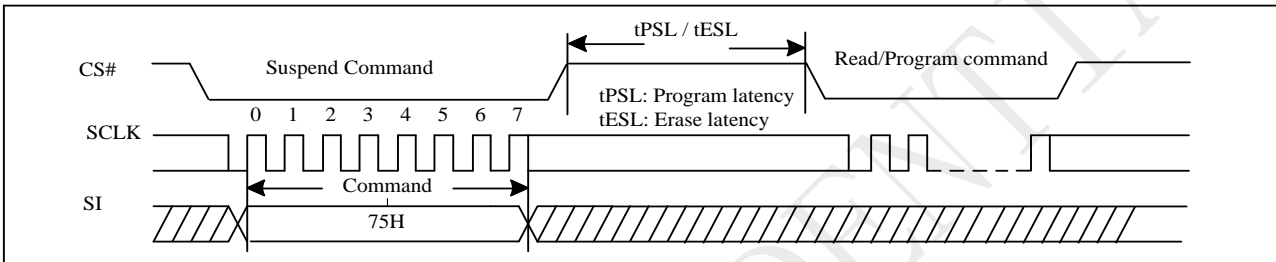 tPSL / tESL
CS#
Suspend Command
Read/Program command
tPSL: Program latency
tESL: Erase latency
0 1 2 3 4 5 6 7
SCLK
Command
SI
75H